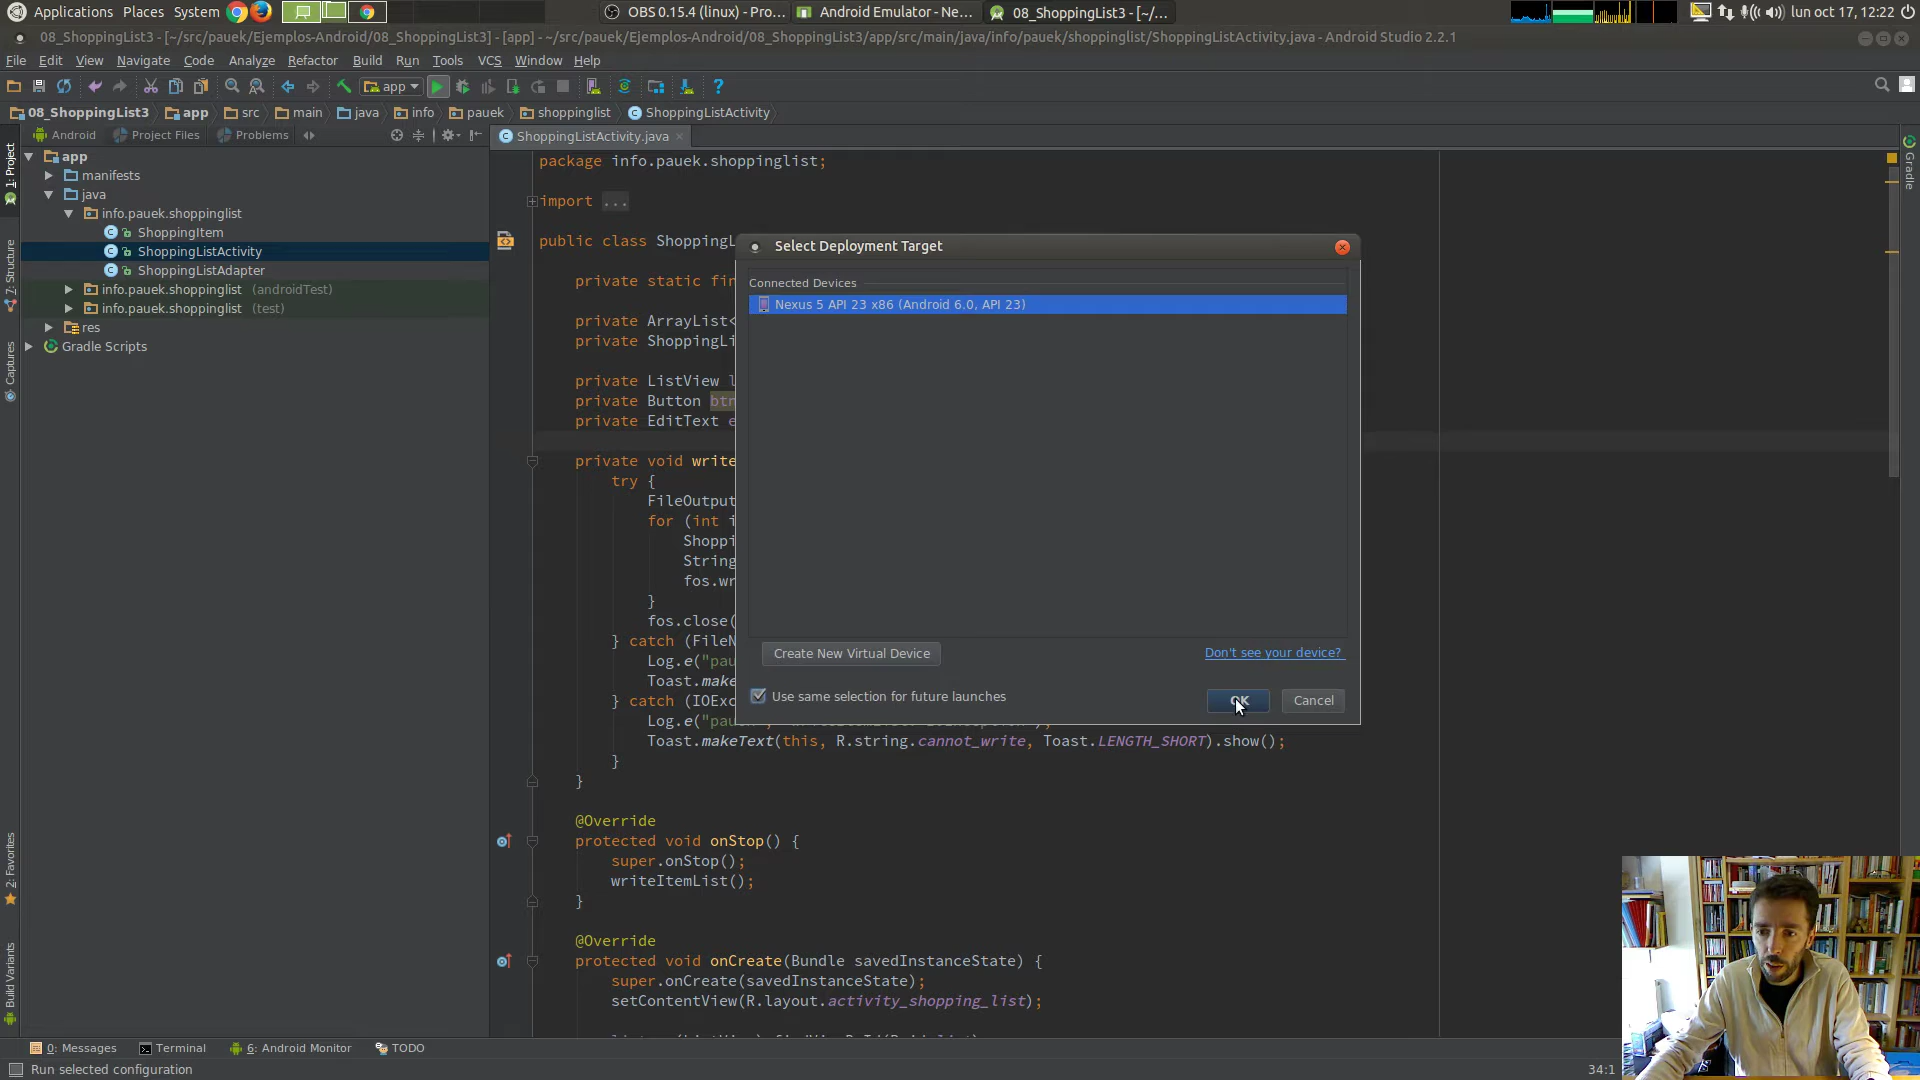 Applications Places System
OBS 0.15.4 (linux) - Pro...
Android Emulator - Ne...
08_ShoppingList3 - [~/...
lun oct 17, 12:22
08_ShoppingList3 - [~/src/pauek/Ejemplos-Android/08_ShoppingList3] - [app] - ~/src/pauek/Ejemplos-Android/08_ShoppingList3/app/src/main/java/info/pauek/shoppinglist/ShoppingListActivity.java - Android Studio 2.2.1
File Edit View Navigate Code Analyze Refactor Build Run Tools VCS Window Help
app
08_ShoppingList3 app src main java info pauek shoppinglist ShoppingListActivity
Android Project Files Problems
ShoppingListActivity.java
1: Project
7: Structure
Captures
2: Favorites
Build Variants
Gradle
app
manifests
java
info.pauek.shoppinglist
ShoppingItem
ShoppingListActivity
ShoppingListAdapter
info.pauek.shoppinglist (androidTest)
info.pauek.shoppinglist (test)
res
Gradle Scripts
package info.pauek.shoppinglist;
import ...
public class ShoppingL
private static fin
private ArrayList<
private ShoppingLi
private ListView l
private Button btn
private EditText e
private void write
try {
FileOutput
for (int i
Shoppi
String
fos.wr
}
fos.close(
} catch (FileN
Log.e("pau
Toast.make
} catch (IOExc
Log.e("pau
Toast.makeText(this, R.string.cannot_write, Toast.LENGTH_SHORT).show();
}
}
@Override
protected void onStop() {
super.onStop();
writeItemList();
}
@Override
protected void onCreate(Bundle savedInstanceState) {
super.onCreate(savedInstanceState);
setContentView(R.layout.activity_shopping_list);
Select Deployment Target
Connected Devices
Nexus 5 API 23 x86 (Android 6.0, API 23)
Create New Virtual Device
Don't see your device?
Use same selection for future launches
OK
Cancel
0: Messages Terminal 6: Android Monitor TODO
Run selected configuration
34:1